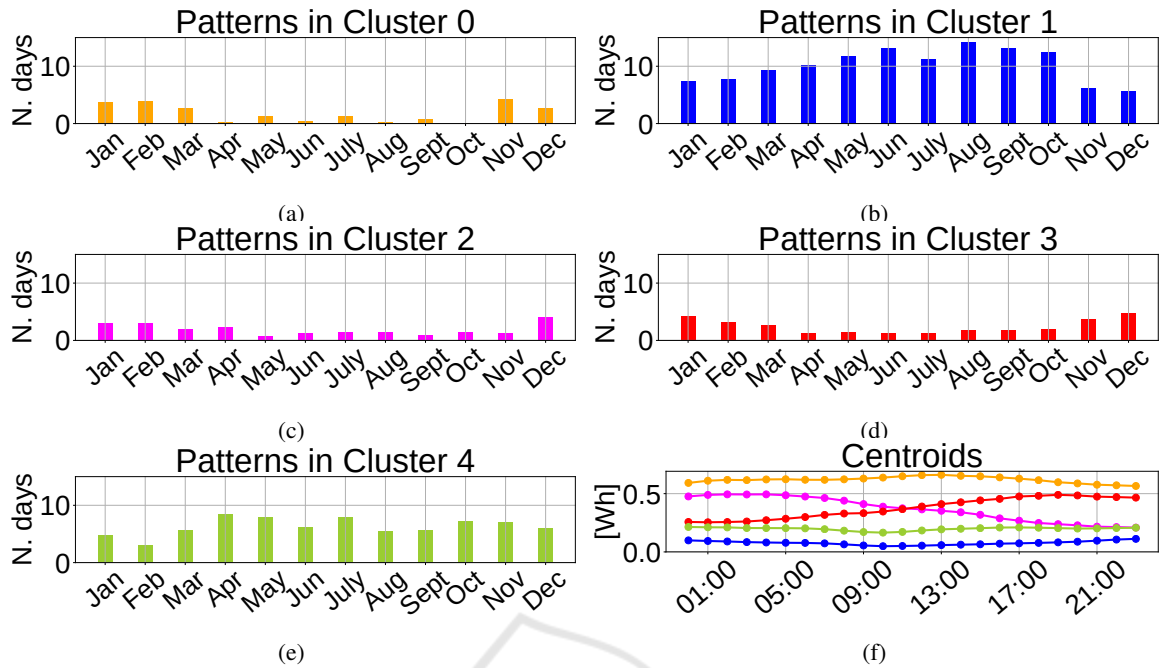 Patterns in Cluster 0
N. days
10
0
Jan Feb Mar Apr May Jun July Aug Sept Oct Nov Dec
(a)
Patterns in Cluster 1
N. days
10
0
Jan Feb Mar Apr May Jun July Aug Sept Oct Nov Dec
(b)
Patterns in Cluster 2
N. days
10
0
Jan Feb Mar Apr May Jun July Aug Sept Oct Nov Dec
(c)
Patterns in Cluster 3
N. days
10
0
Jan Feb Mar Apr May Jun July Aug Sept Oct Nov Dec
(d)
Patterns in Cluster 4
N. days
10
0
Jan Feb Mar Apr May Jun July Aug Sept Oct Nov Dec
(e)
Centroids
[Wh]
0.5
0.0
01:00 05:00 09:00 13:00 17:00 21:00
(f)